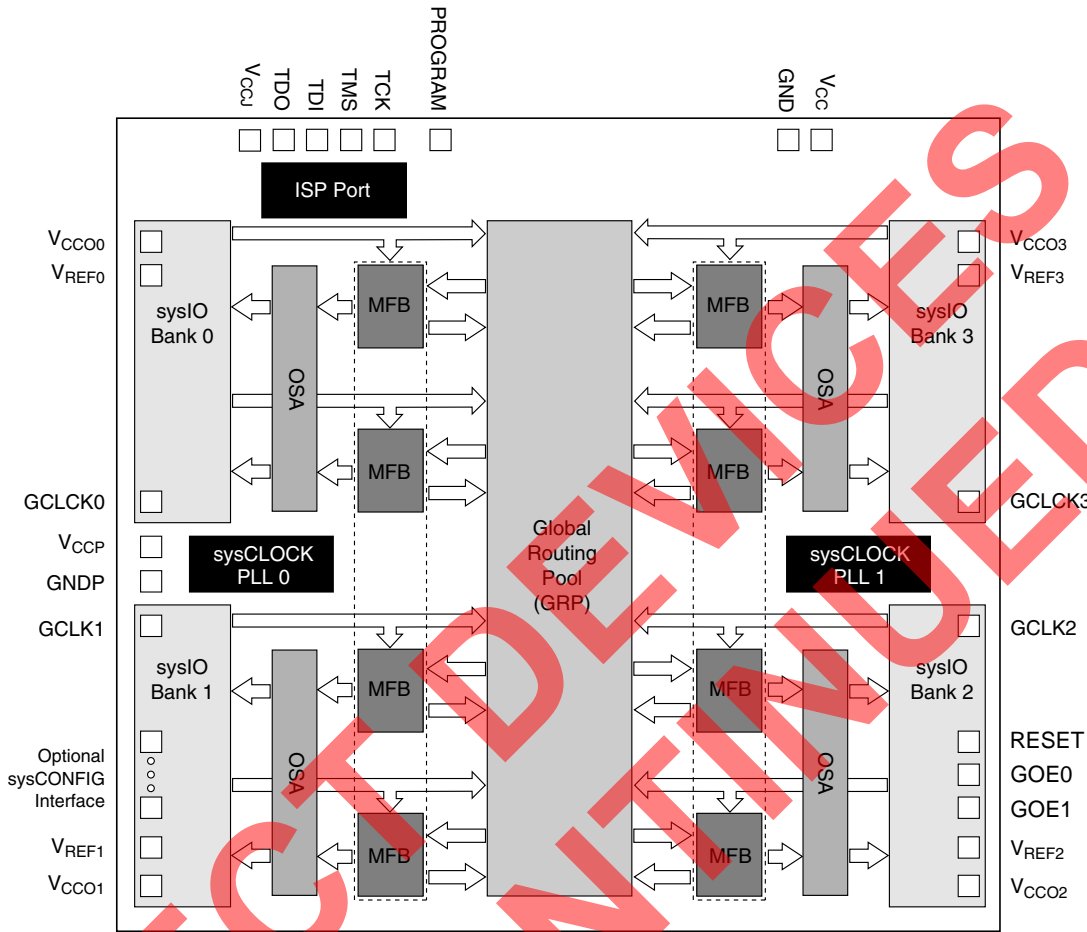 VCCJ
TDO
TDI
TMS
TCK
PROGRAM
GND
VCC
ISP Port
VCCO0
VREF0
sysIO
Bank 0
GCLCK0
OSA
MFB
MFB
Global
Routing
Pool
(GRP)
MFB
MFB
OSA
sysIO
Bank 3
VCCO3
VREF3
GCLCK3
VCCP
GNDP
sysCLOCK
PLL 0
sysCLOCK
PLL 1
GCLK1
sysIO
Bank 1
Optional
sysCONFIG
Interface
VREF1
VCCO1
OSA
MFB
MFB
MFB
MFB
OSA
sysIO
Bank 2
GCLK2
RESET
GOE0
GOE1
VREF2
VCCO2
CT DEVICES
NTINUED